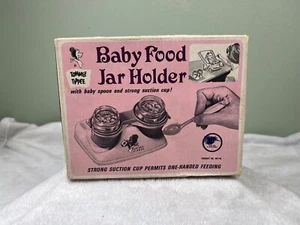 Baby Food
Jar Holder
TOMMEE TIPPEE
with baby spoon and strong suction cup!
STRONG SUCTION CUP PERMITS ONE-HANDED FEEDING